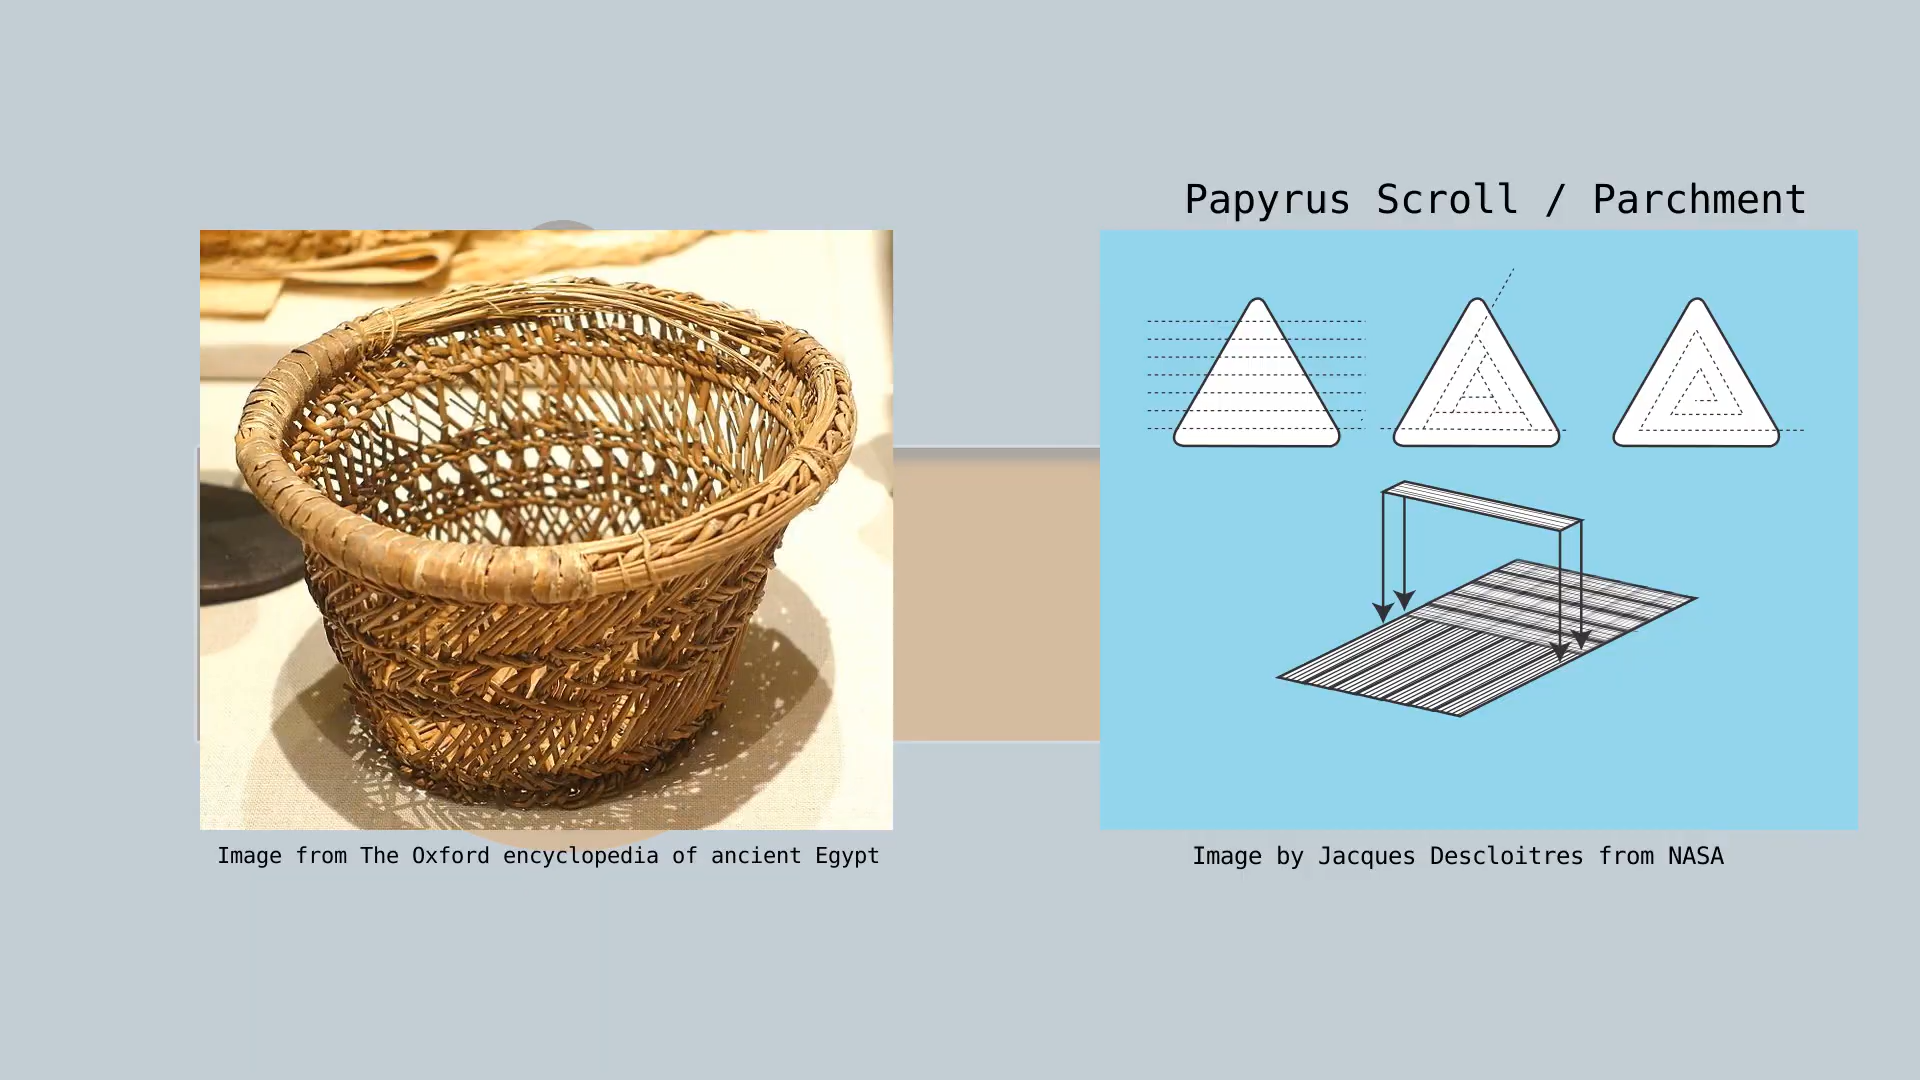 Papyrus Scroll / Parchment
Image from The Oxford encyclopedia of ancient Egypt
Image by Jacques Descloitres from NASA